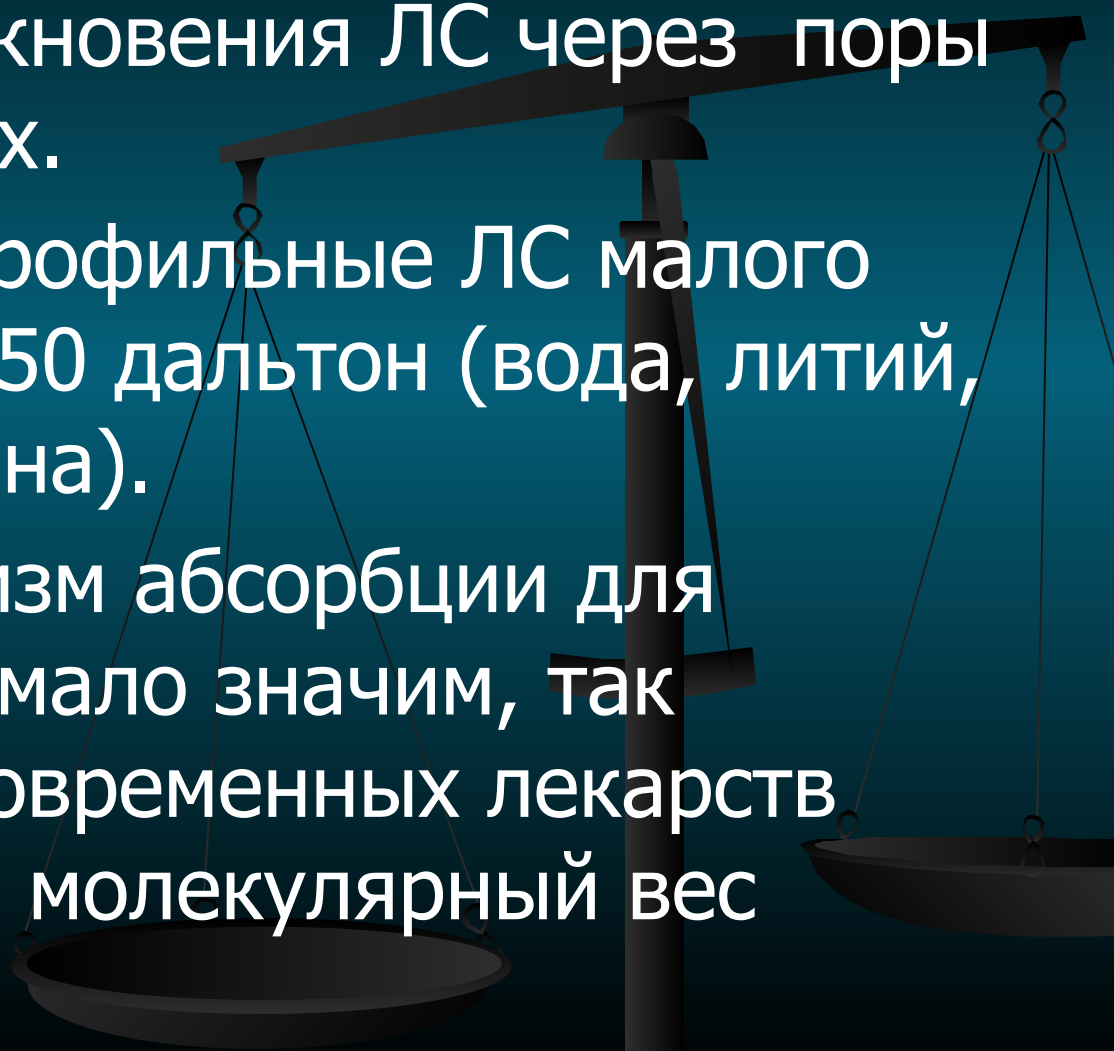 кновения ЛС через поры
х.
рофильные ЛС малого
50 дальтон (вода, литий,
на).
изм абсорбции для
мало значим, так
овременных лекарств
молекулярный вес